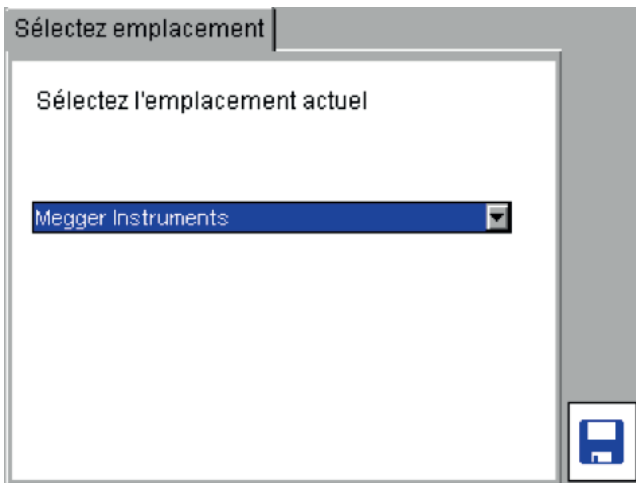 Sélectez emplacement
Sélectez l'emplacement actuel
Megger Instruments